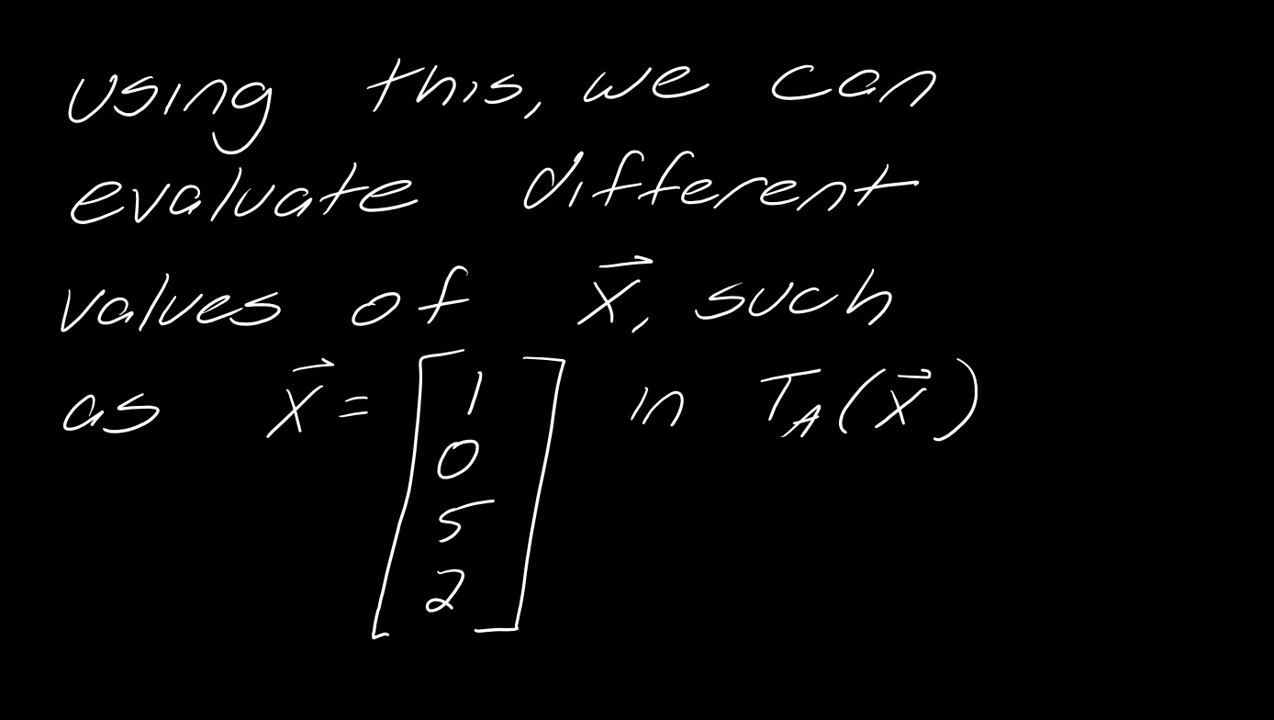 using this, we can
evaluate different
values of x⃗, such
as x⃗ = [1 0 5 2] in T_A(x⃗)